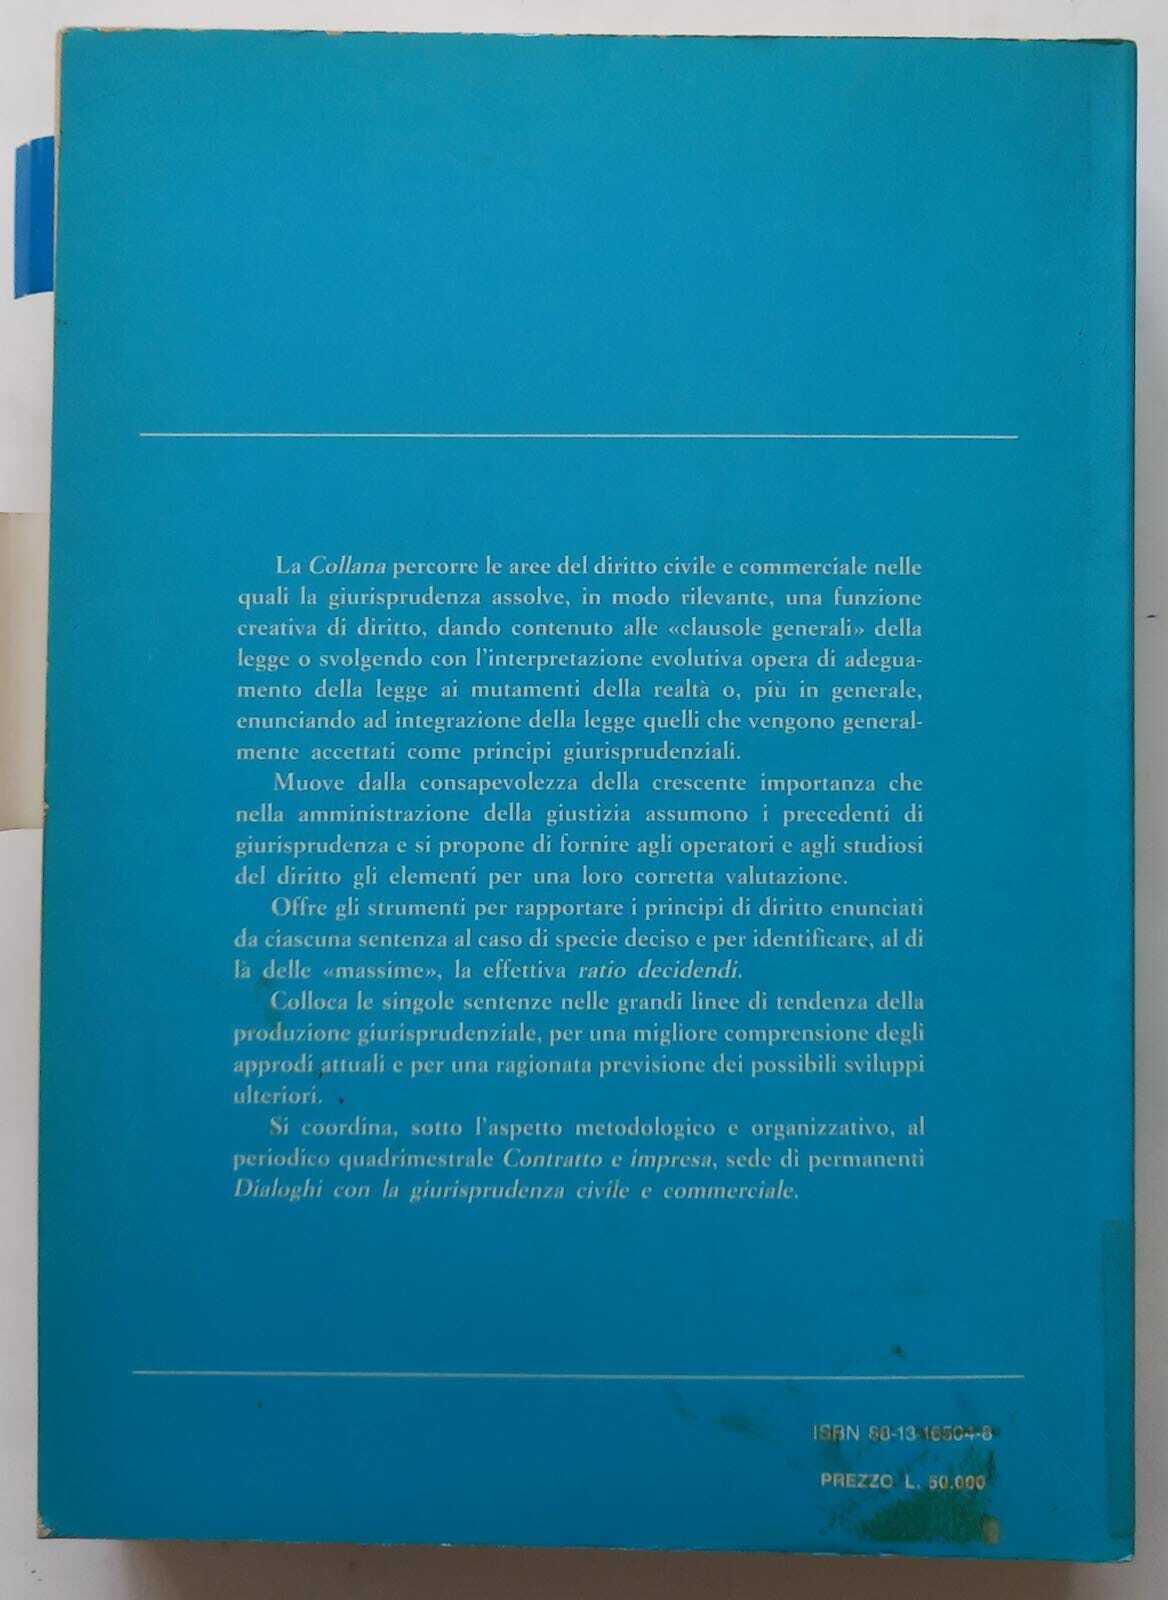 La Collana percorre le aree del diritto civile e commerciale nelle
quali la giurisprudenza assolve, in modo rilevante, una funzione
creativa di diritto, dando contenuto alle «clausole generali» della
legge o svolgendo con l'interpretazione evolutiva opera di adegua-
mento della legge ai mutamenti della realtà o, più in generale,
enunciando ad integrazione della legge quelli che vengono general-
mente accettati come principi giurisprudenziali.
Muove dalla consapevolezza della crescente importanza che
nella amministrazione della giustizia assumono i precedenti di
giurisprudenza e si propone di fornire agli operatori e agli studiosi
del diritto gli elementi per una loro corretta valutazione.
Offre gli strumenti per rapportare i principi di diritto enunciati
da ciascuna sentenza al caso di specie deciso e per identificare, al di
là delle «massime», la effettiva ratio decidendi.
Colloca le singole sentenze nelle grandi linee di tendenza della
produzione giurisprudenziale, per una migliore comprensione degli
approdi attuali e per una ragionata previsione dei possibili sviluppi
ulteriori.
Si coordina, sotto l'aspetto metodologico e organizzativo, al
periodico quadrimestrale Contratto e impresa, sede di permanenti
Dialoghi con la giurisprudenza civile e commerciale.
ISBN 88-13-16504-8
PREZZO L. 50.000